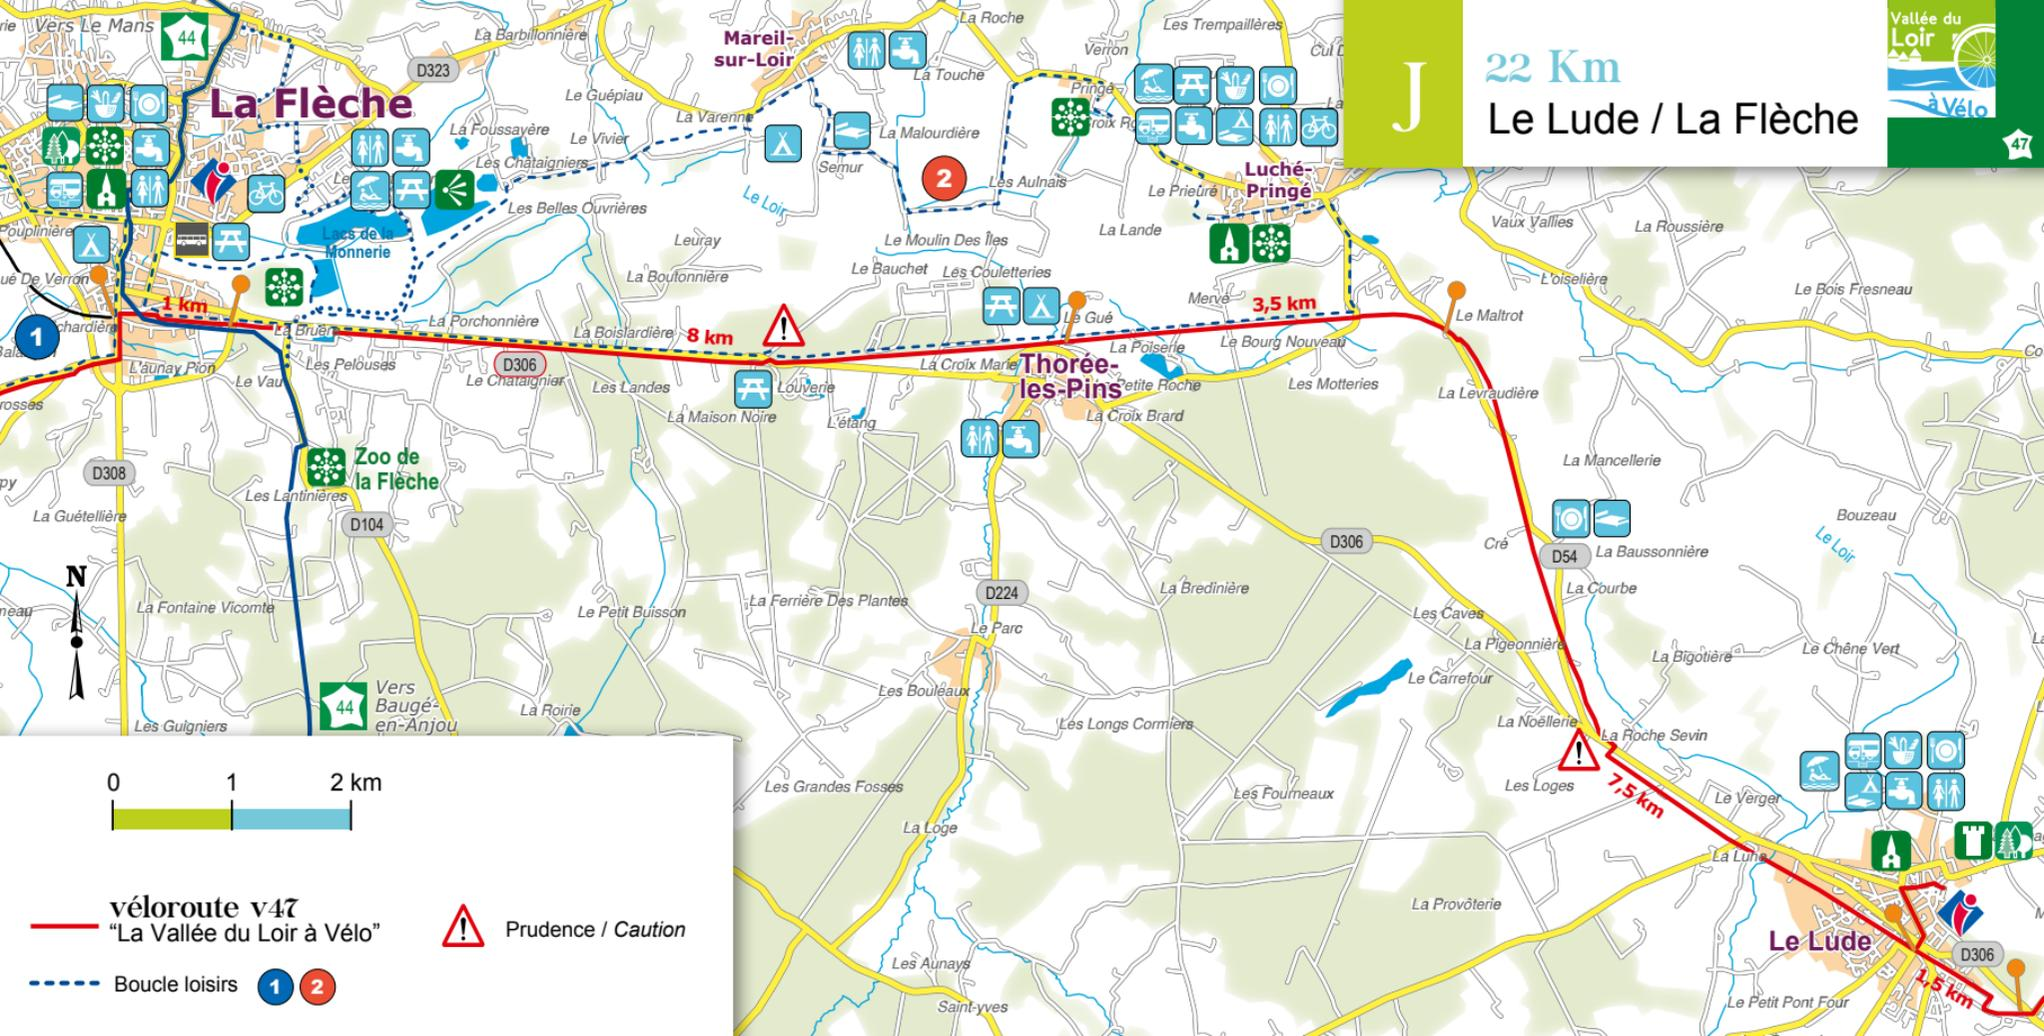 Vers Le Mans
44
La Barbillonnière
D323
Mareil-
sur-Loir
La Roche
Les Trempaillères
Verron
La Touche
J
22 Km
Le Lude / La Flèche
Vallée du
Loir
à Vélo
47
La Flèche
Le Guépiau
La Varenne
Pringé
La Foussayère
Le Vivier
La Malourdière
Les Châtaigniers
Semur
2
Les Aulnais
Le Prieuré
Luché-
Pringé
Le Loir
Les Belles Ouvrières
Vaux Vallies
La Roussière
Lacs de la
Monnerie
Leuray
Le Moulin Des Îles
La Lande
La Boutonnière
Le Bauchet
Les Couletteries
L'oiselière
Le Bois Fresneau
1 km
Mervé
3,5 km
Le Gué
Le Maltrot
1
La Bruère
La Porchonnière
La Boislardière
8 km
La Poiserie
Le Bourg Nouveau
L'aunay Pion
Le Vau
Les Pelouses
D306
Le Châtaignier
Les Landes
Louverie
La Croix Marie
Thorée-
les-Pins
Petite Roche
Les Motteries
La Levraudière
La Maison Noire
L'étang
La Croix Brard
D308
Zoo de
la Flèche
Les Lantinières
La Guétellière
D104
La Mancellerie
Bouzeau
Le Loir
D306
Cré
D54
La Baussonnière
La Courbe
N
La Fontaine Vicomte
Le Petit Buisson
La Ferrière Des Plantes
D224
La Bredinière
Les Caves
Le Parc
La Pigeonnière
La Bigotière
Le Chêne Vert
44
Vers
Baugé-
en-Anjou
Les Bouleaux
Le Carrefour
Les Guigniers
La Roirie
Les Longs Cormiers
La Noëllerie
La Roche Sevin
Les Grandes Fosses
Les Fourneaux
Les Loges
7,5 km
Le Verger
La Loge
La Lune
La Provôterie
Le Lude
D306
1,5 km
Les Aunays
Saint-yves
Le Petit Pont Four
0 1 2 km
véloroute v47
"La Vallée du Loir à Vélo"
Prudence / Caution
Boucle loisirs 1 2